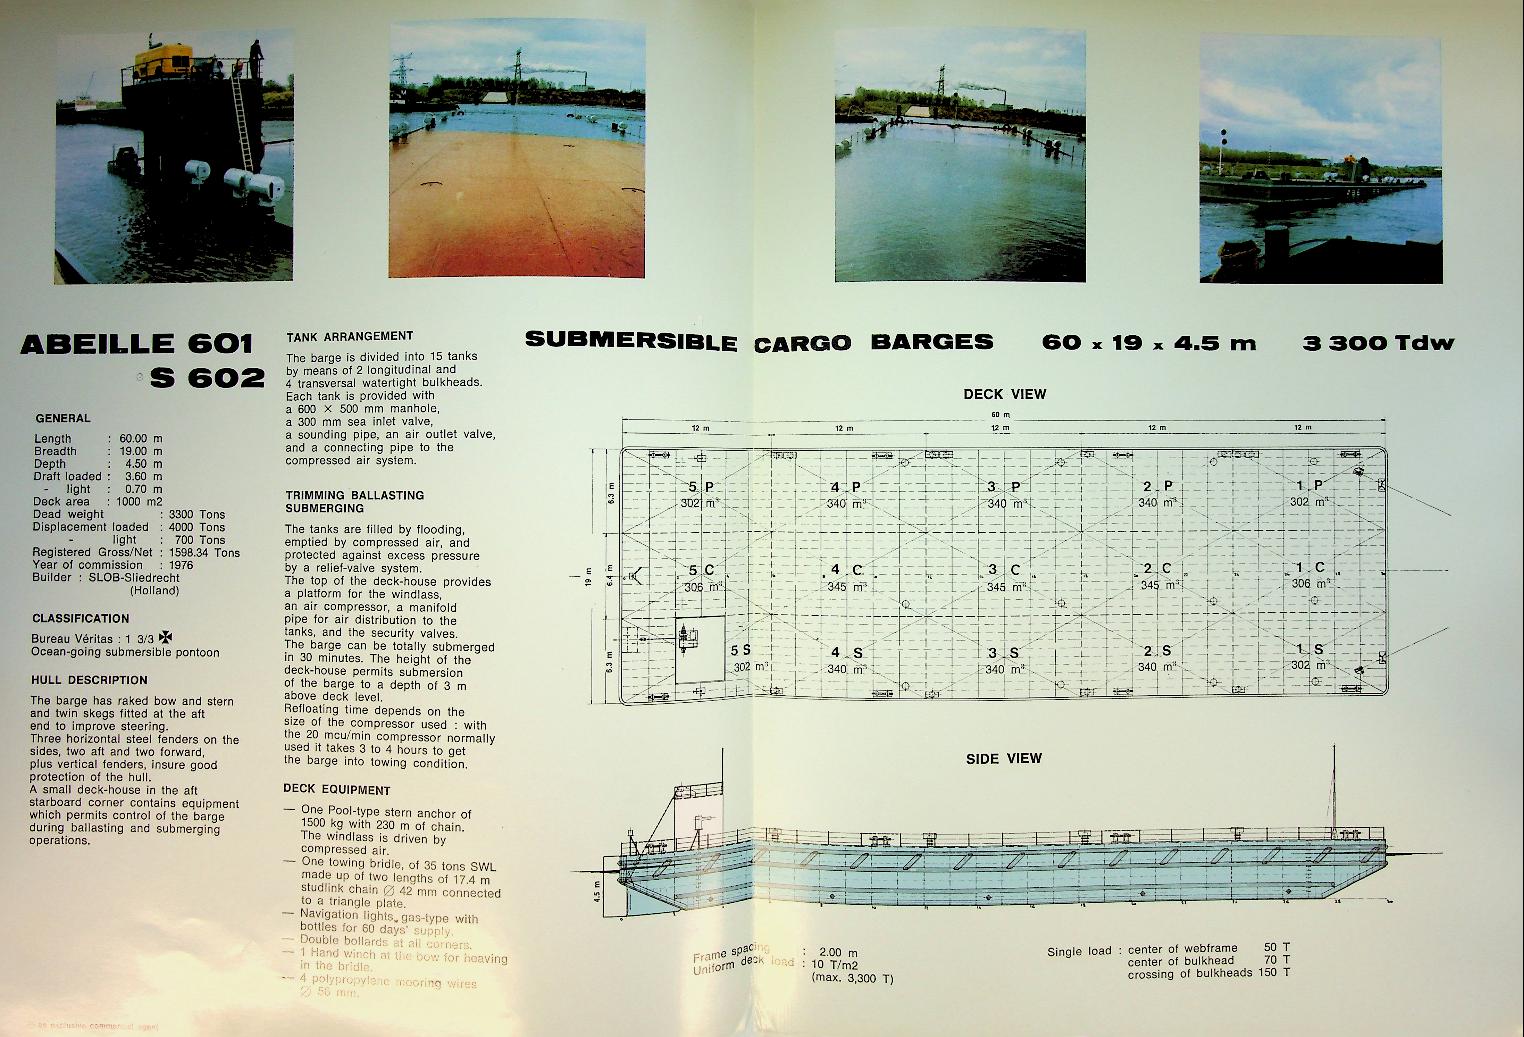 ABEILLE 601
S 602
SUBMERSIBLE CARGO BARGES 60 x 19 x 4.5 m 3 300 Tdw
GENERAL
Length : 60.00 m
Breadth : 19.00 m
Depth : 4.50 m
Draft loaded : 3.60 m
- light : 0.70 m
Deck area : 1000 m2
Dead weight : 3300 Tons
Displacement loaded : 4000 Tons
- light : 700 Tons
Registered Gross/Net : 1598.34 Tons
Year of commission : 1976
Builder : SLOB-Sliedrecht
(Holland)
CLASSIFICATION
Bureau Véritas : 1 3/3 ✠
Ocean-going submersible pontoon
HULL DESCRIPTION
The barge has raked bow and stern
and twin skegs fitted at the aft
end to improve steering.
Three horizontal steel fenders on the
sides, two aft and two forward,
plus vertical fenders, insure good
protection of the hull.
A small deck-house in the aft
starboard corner contains equipment
which permits control of the barge
during ballasting and submerging
operations.
TANK ARRANGEMENT
The barge is divided into 15 tanks
by means of 2 longitudinal and
4 transversal watertight bulkheads.
Each tank is provided with
a 600 × 500 mm manhole,
a 300 mm sea inlet valve,
a sounding pipe, an air outlet valve,
and a connecting pipe to the
compressed air system.
TRIMMING BALLASTING
SUBMERGING
The tanks are filled by flooding,
emptied by compressed air, and
protected against excess pressure
by a relief-valve system.
The top of the deck-house provides
a platform for the windlass,
an air compressor, a manifold
pipe for air distribution to the
tanks, and the security valves.
The barge can be totally submerged
in 30 minutes. The height of the
deck-house permits submersion
of the barge to a depth of 3 m
above deck level.
Refloating time depends on the
size of the compressor used : with
the 20 mcu/min compressor normally
used it takes 3 to 4 hours to get
the barge into towing condition.
DECK EQUIPMENT
— One Pool-type stern anchor of
1500 kg with 230 m of chain.
The windlass is driven by
compressed air.
— One towing bridle, of 35 tons SWL
made up of two lengths of 17.4 m
studlink chain ∅ 42 mm connected
to a triangle plate.
— Navigation lights, gas-type with
bottles for 60 days' supply.
— Double bollards at all corners.
— 1 Hand winch at the bow for heaving
in the bridle.
— 4 polypropylene mooring wires
∅ 56 mm.
DECK VIEW
60 m
12 m 12 m 12 m 12 m 12 m
6.3 m
19 m
6.4 m
6.3 m
5 P 4 P 3 P 2 P 1 P
302 m³ 340 m³ 340 m³ 340 m³ 302 m³
5 C 4 C 3 C 2 C 1 C
306 m³ 345 m³ 345 m³ 345 m³ 306 m³
5 S 4 S 3 S 2 S 1 S
302 m³ 340 m³ 340 m³ 340 m³ 302 m³
SIDE VIEW
4.5 m
Frame spacing : 2.00 m
Uniform deck load : 10 T/m2
(max. 3,300 T)
Single load : center of webframe 50 T
center of bulkhead 70 T
crossing of bulkheads 150 T
as exclusive commercial agent